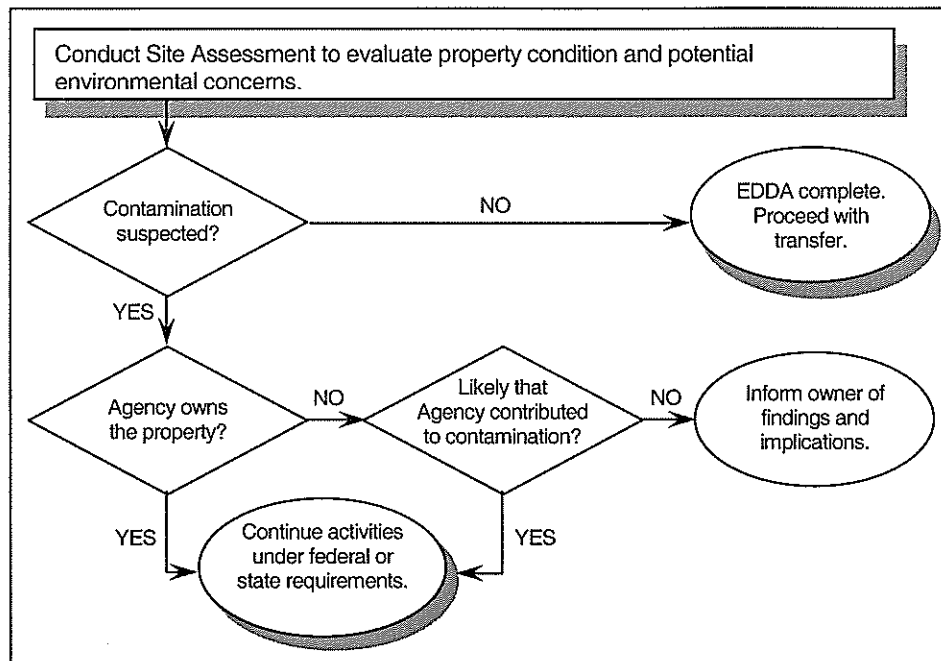 Conduct Site Assessment to evaluate property condition and potential
environmental concerns.
Contamination
suspected?
NO
EDDA complete.
Proceed with
transfer.
YES
Agency owns
the property?
NO
Likely that
Agency contributed
to contamination?
NO
Inform owner of
findings and
implications.
YES
Continue activities
under federal or
state requirements.
YES